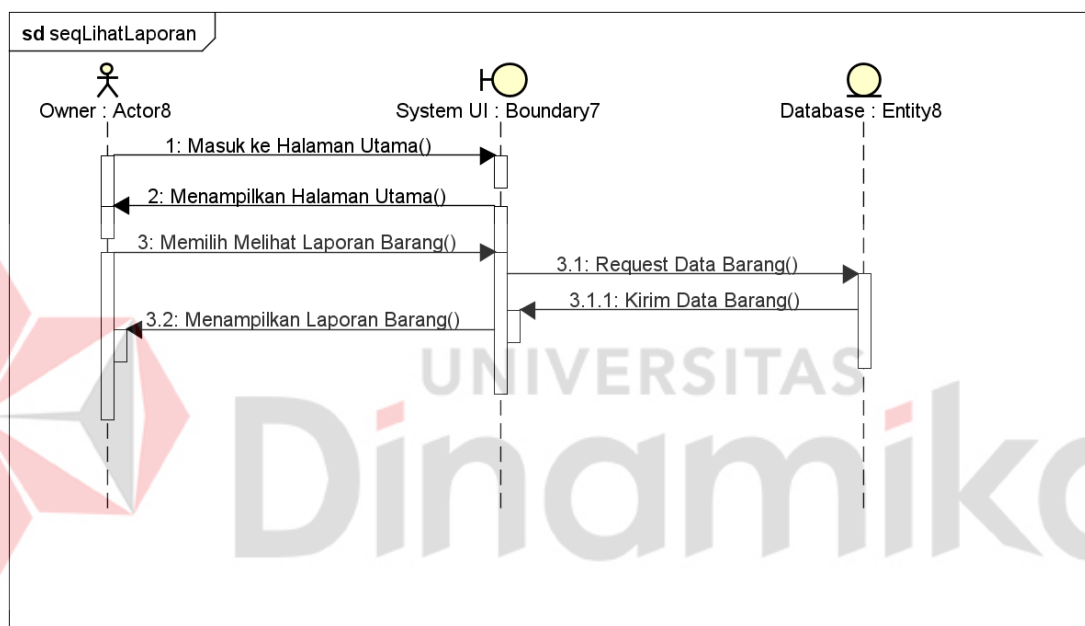 sd seqLihatLaporan
Owner : Actor8
System UI : Boundary7
Database : Entity8
1: Masuk ke Halaman Utama()
2: Menampilkan Halaman Utama()
3: Memilih Melihat Laporan Barang()
3.1: Request Data Barang()
3.1.1: Kirim Data Barang()
3.2: Menampilkan Laporan Barang()
UNIVERSITAS
Dinamika